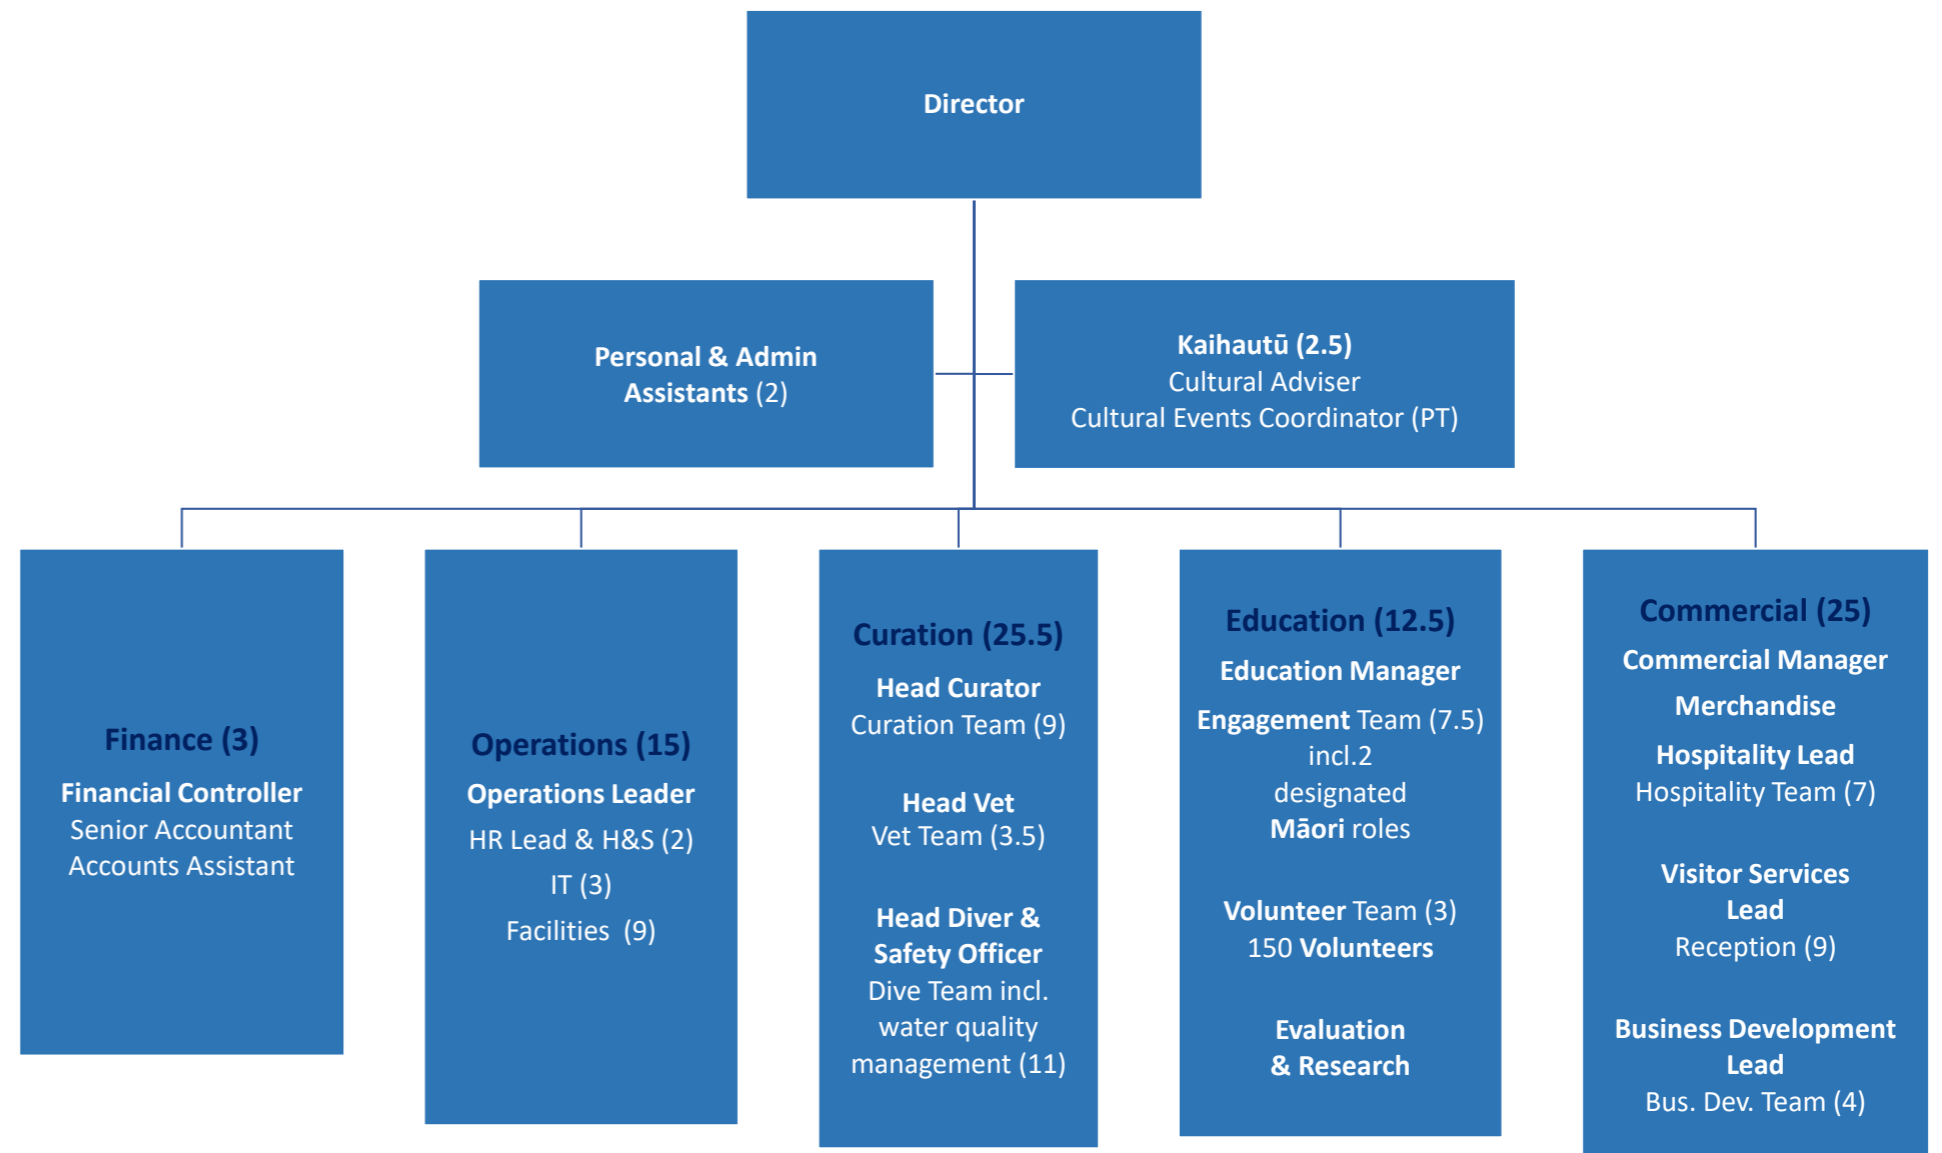 Director
Personal & Admin
Assistants (2)
Kaihautū (2.5)
Cultural Adviser
Cultural Events Coordinator (PT)
Finance (3)
Financial Controller
Senior Accountant
Accounts Assistant
Operations (15)
Operations Leader
HR Lead & H&S (2)
IT (3)
Facilities  (9)
Curation (25.5)
Head Curator
Curation Team (9)
Head Vet
Vet Team (3.5)
Head Diver &
Safety Officer
Dive Team incl.
water quality
management (11)
Education (12.5)
Education Manager
Engagement Team (7.5)
incl.2
designated
Māori roles
Volunteer Team (3)
150 Volunteers
Evaluation
& Research
Commercial (25)
Commercial Manager
Merchandise
Hospitality Lead
Hospitality Team (7)
Visitor Services
Lead
Reception (9)
Business Development
Lead
Bus. Dev. Team (4)